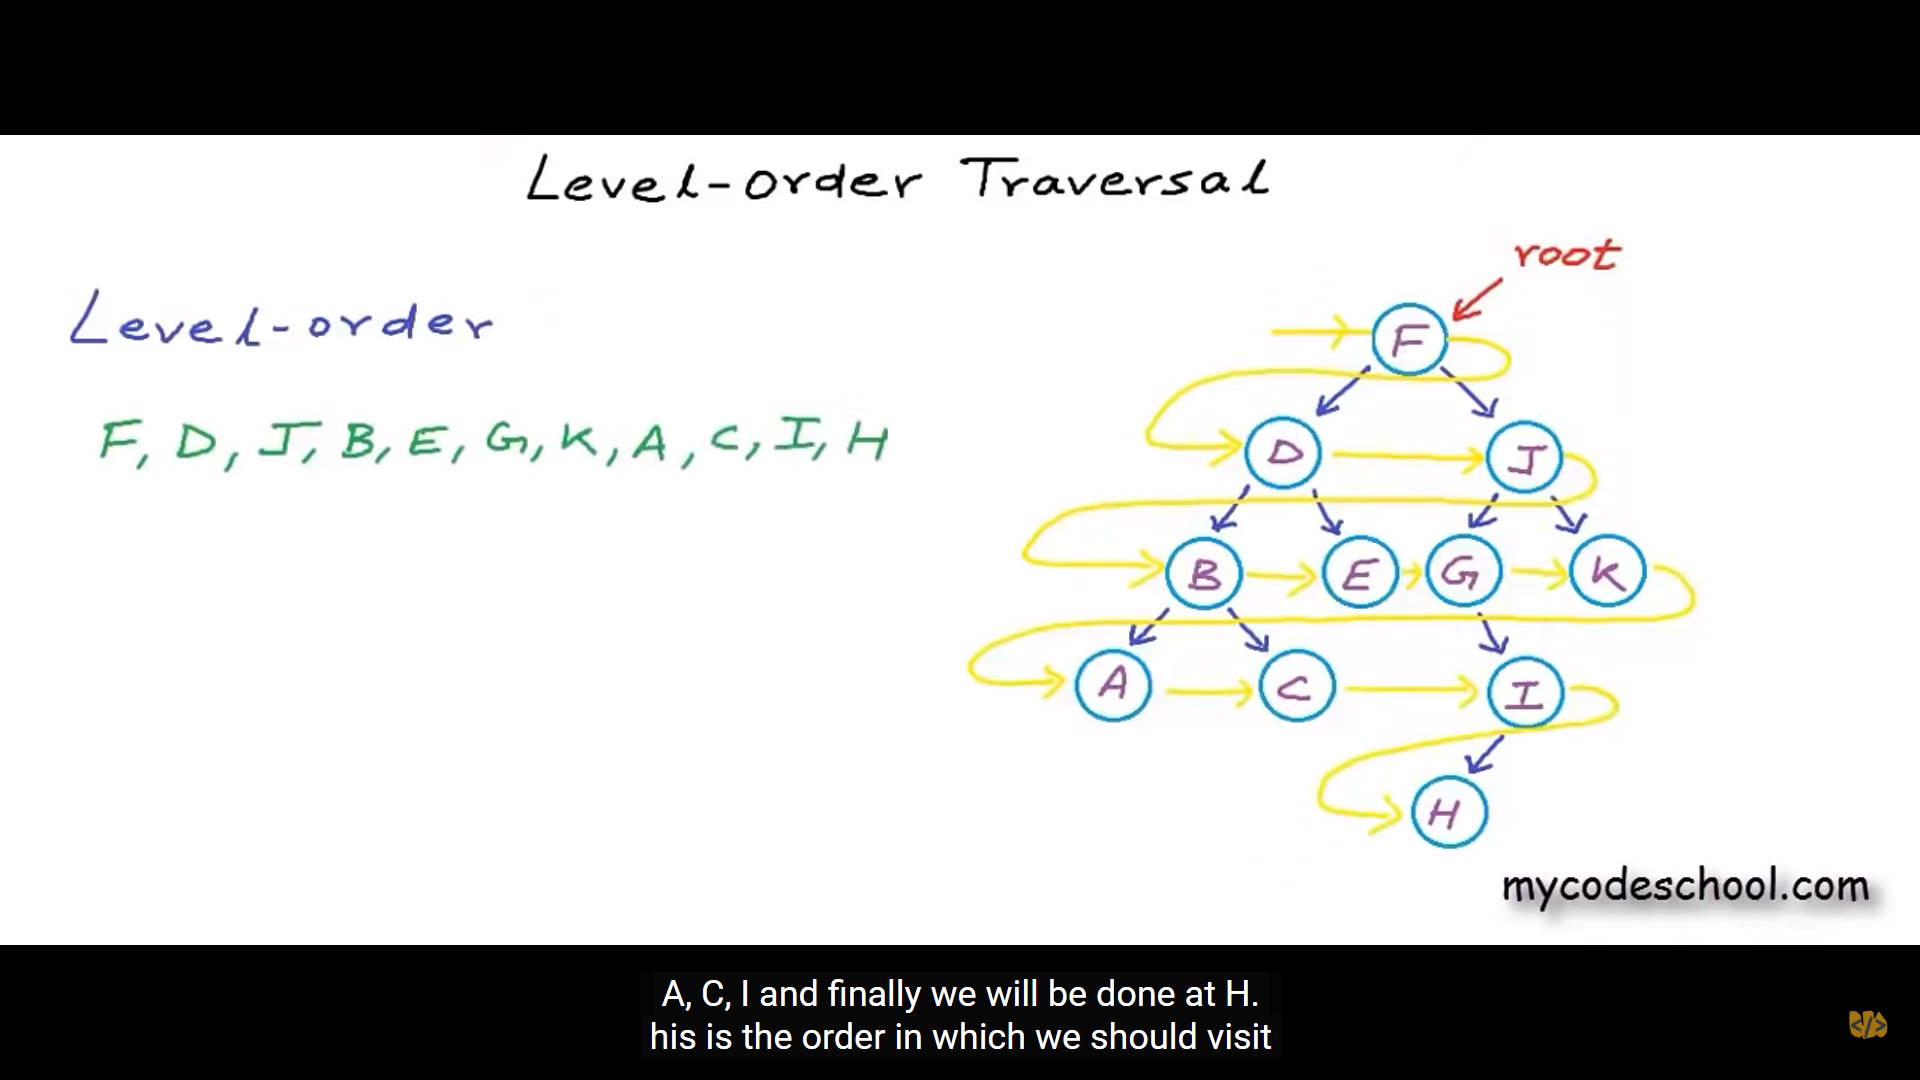 Level-order Traversal
root
Level-order
F, D, J, B, E, G, K, A, C, I, H
F
D
J
B
E
G
K
A
C
I
H
mycodeschool.com
A, C, I and finally we will be done at H.
his is the order in which we should visit